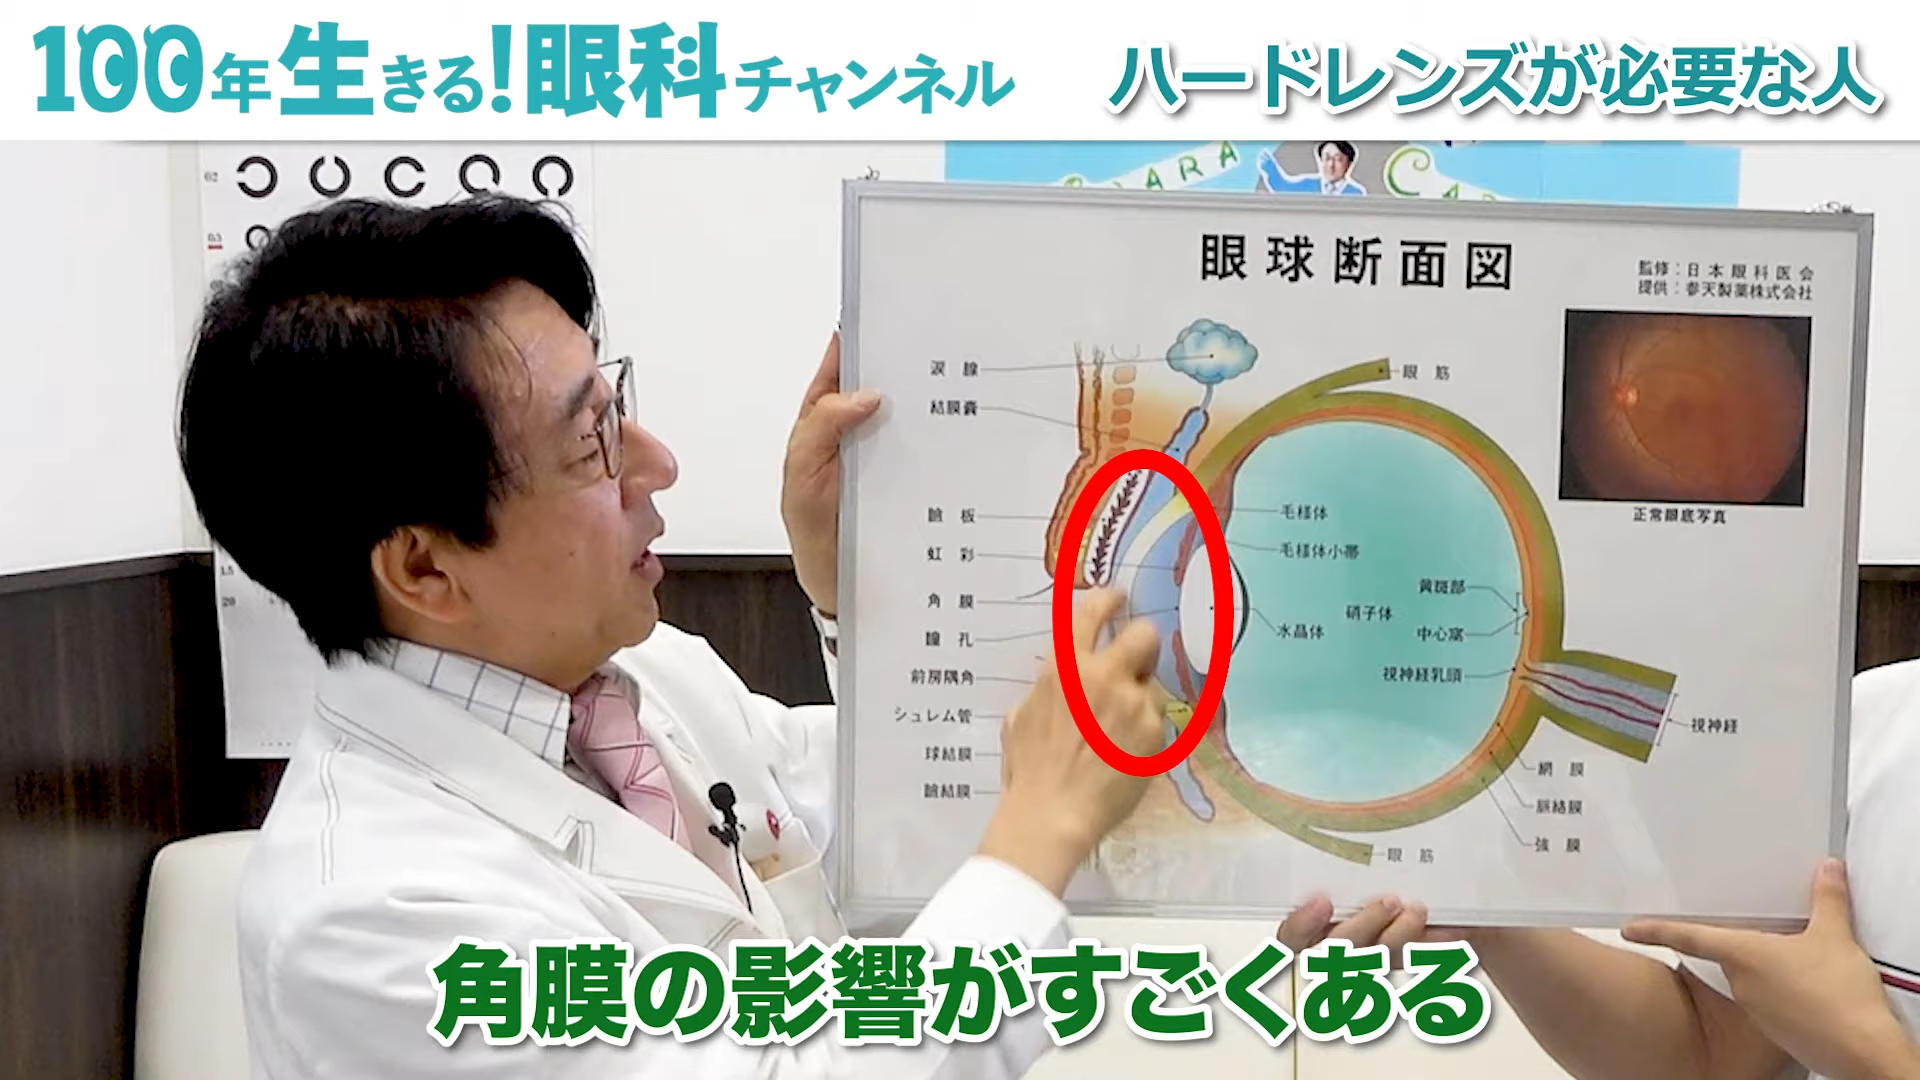 100年生きる!眼科チャンネル
ハードレンズが必要な人
眼球断面図
監修:日本眼科医会
提供:参天製薬株式会社
涙腺
結膜嚢
瞼板
虹彩
角膜
瞳孔
前房隅角
シュレム管
球結膜
瞼結膜
眼筋
毛様体
毛様体小帯
水晶体
硝子体
黄斑部
中心窩
視神経乳頭
視神経
網膜
脈絡膜
強膜
眼筋
正常眼底写真
角膜の影響がすごくある